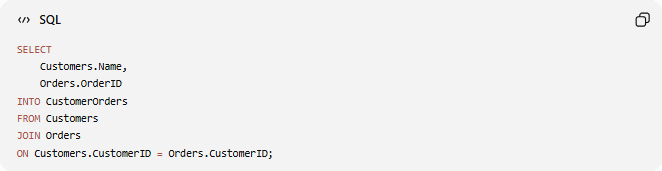 SQL
SELECT
    Customers.Name,
    Orders.OrderID
INTO CustomerOrders
FROM Customers
JOIN Orders
ON Customers.CustomerID = Orders.CustomerID;